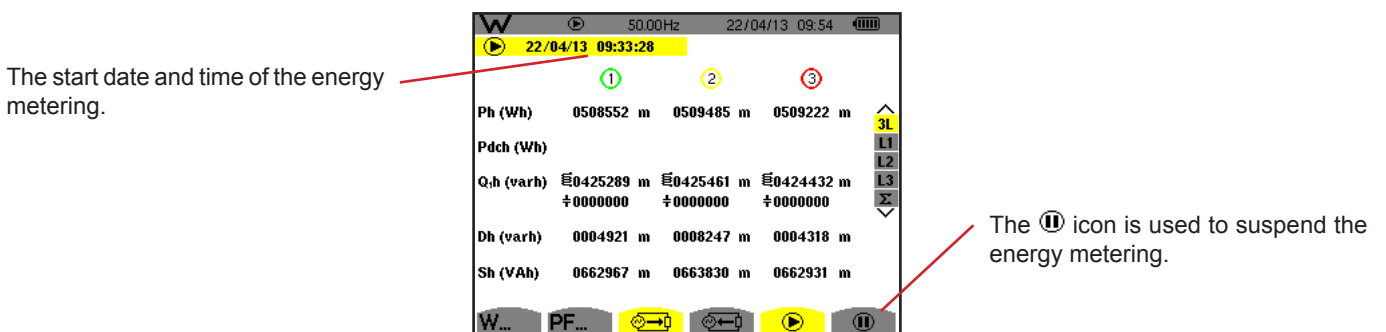 W 50.00Hz 22/04/13 09:54
22/04/13 09:33:28
The start date and time of the energy
metering.
1 2 3
Ph (Wh) 0508552 m 0509485 m 0509222 m
3L
Pdch (Wh)
L1
L2
Q₁h (varh) 0425289 m 0425461 m 0424432 m
L3
÷0000000 ÷0000000 ÷0000000
Σ
Dh (varh) 0004921 m 0008247 m 0004318 m
The icon is used to suspend the
energy metering.
Sh (VAh) 0662967 m 0663830 m 0662931 m
W... PF...